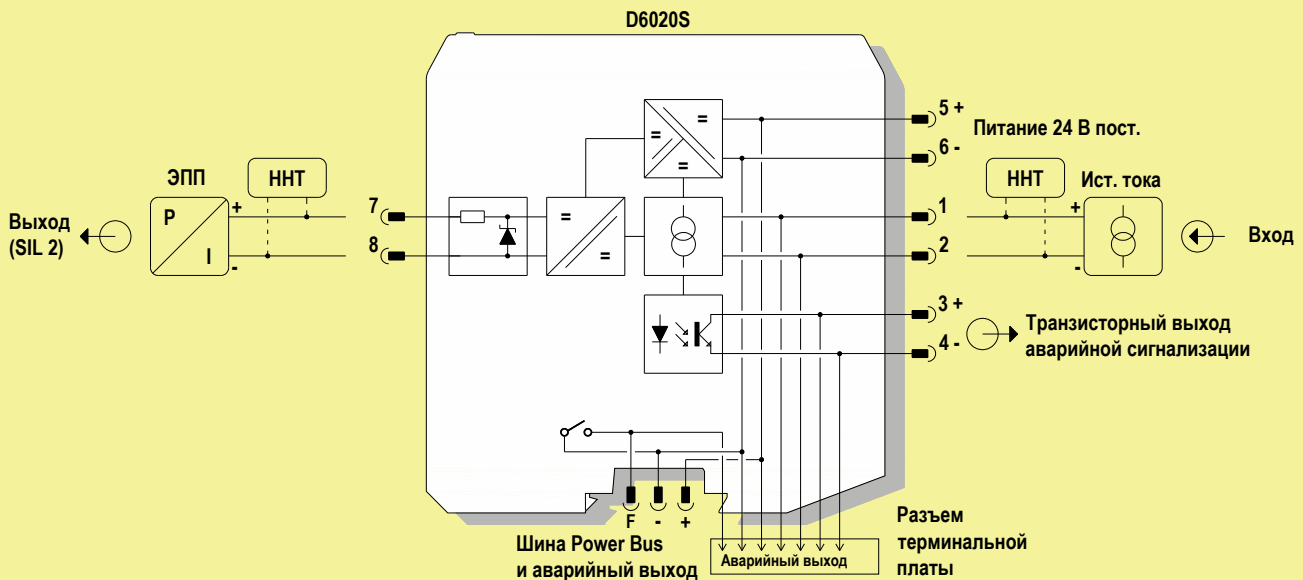 D6020S
5 +
Питание 24 В пост.
6 -
ЭПП
ННТ
ННТ
Ист. тока
P
I
+
-
7
8
1
2
+
-
Выход
(SIL 2)
Вход
=
=
=
=
=
3 +
4 -
Транзисторный выход
аварийной сигнализации
F
-
+
Шина Power Bus
и аварийный выход
Аварийный выход
Разъем
терминальной
платы